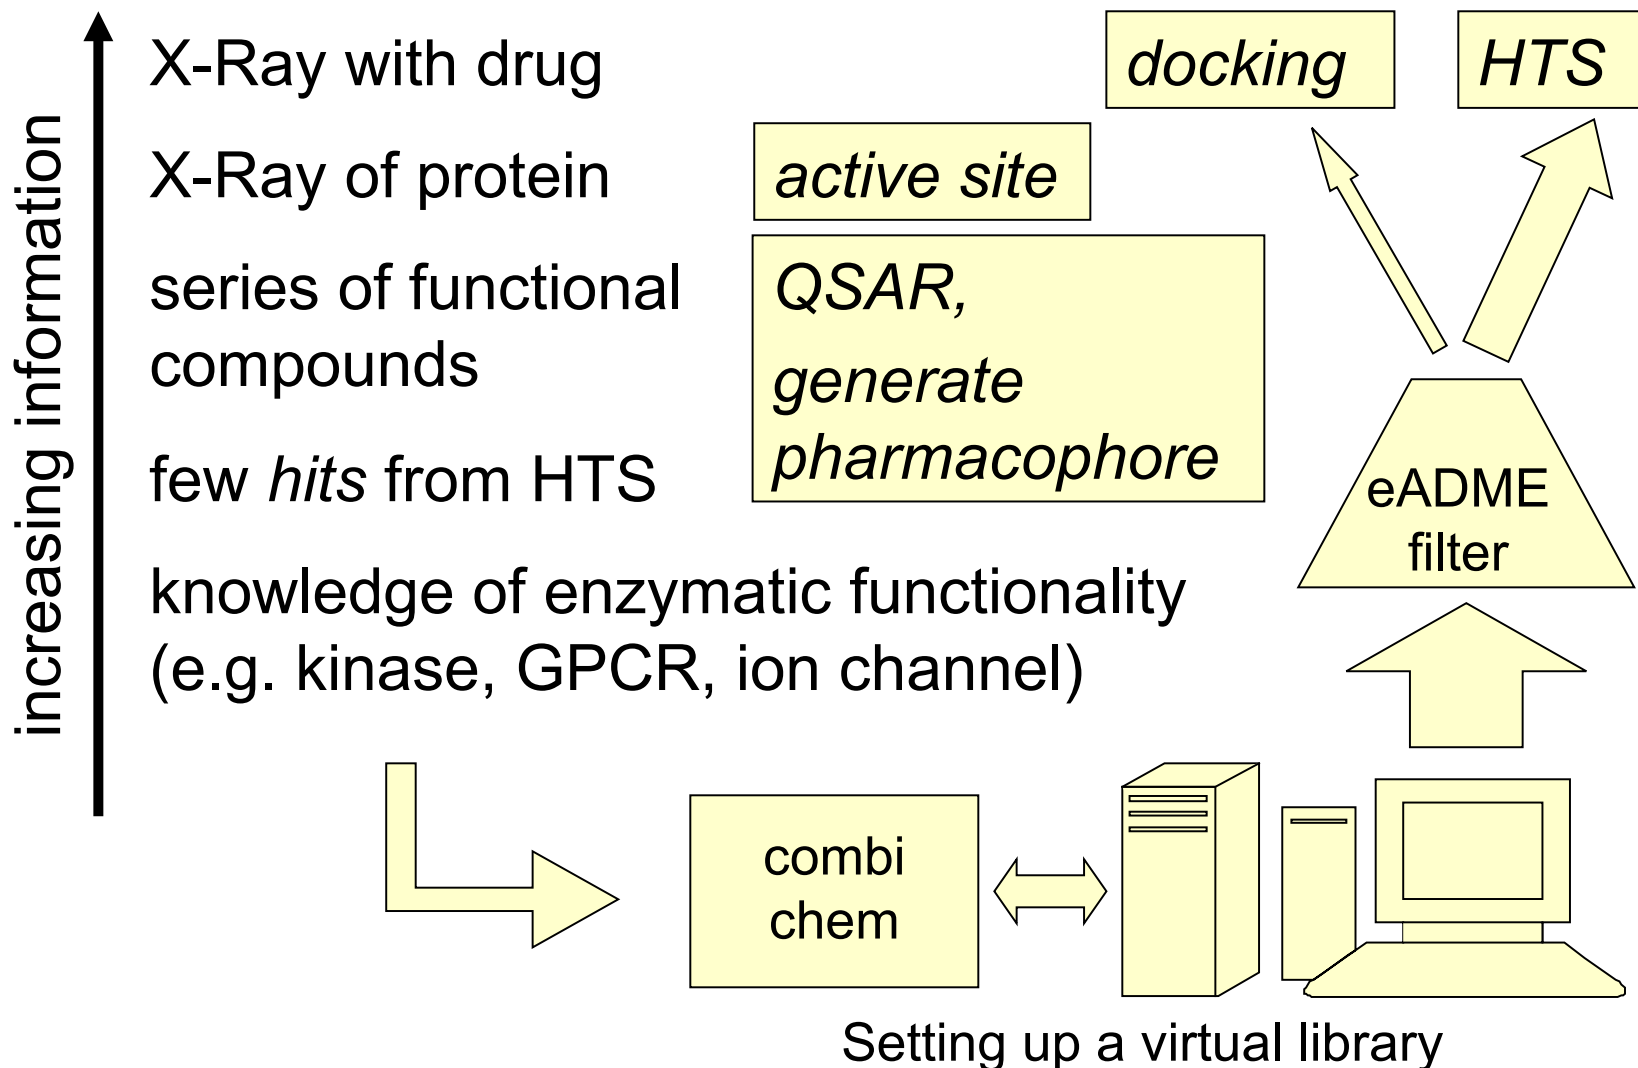 increasing information
X-Ray with drug
docking
HTS
X-Ray of protein
active site
series of functional
compounds
QSAR,
generate
pharmacophore
few hits from HTS
eADME
filter
knowledge of enzymatic functionality
(e.g. kinase, GPCR, ion channel)
combi
chem
Setting up a virtual library